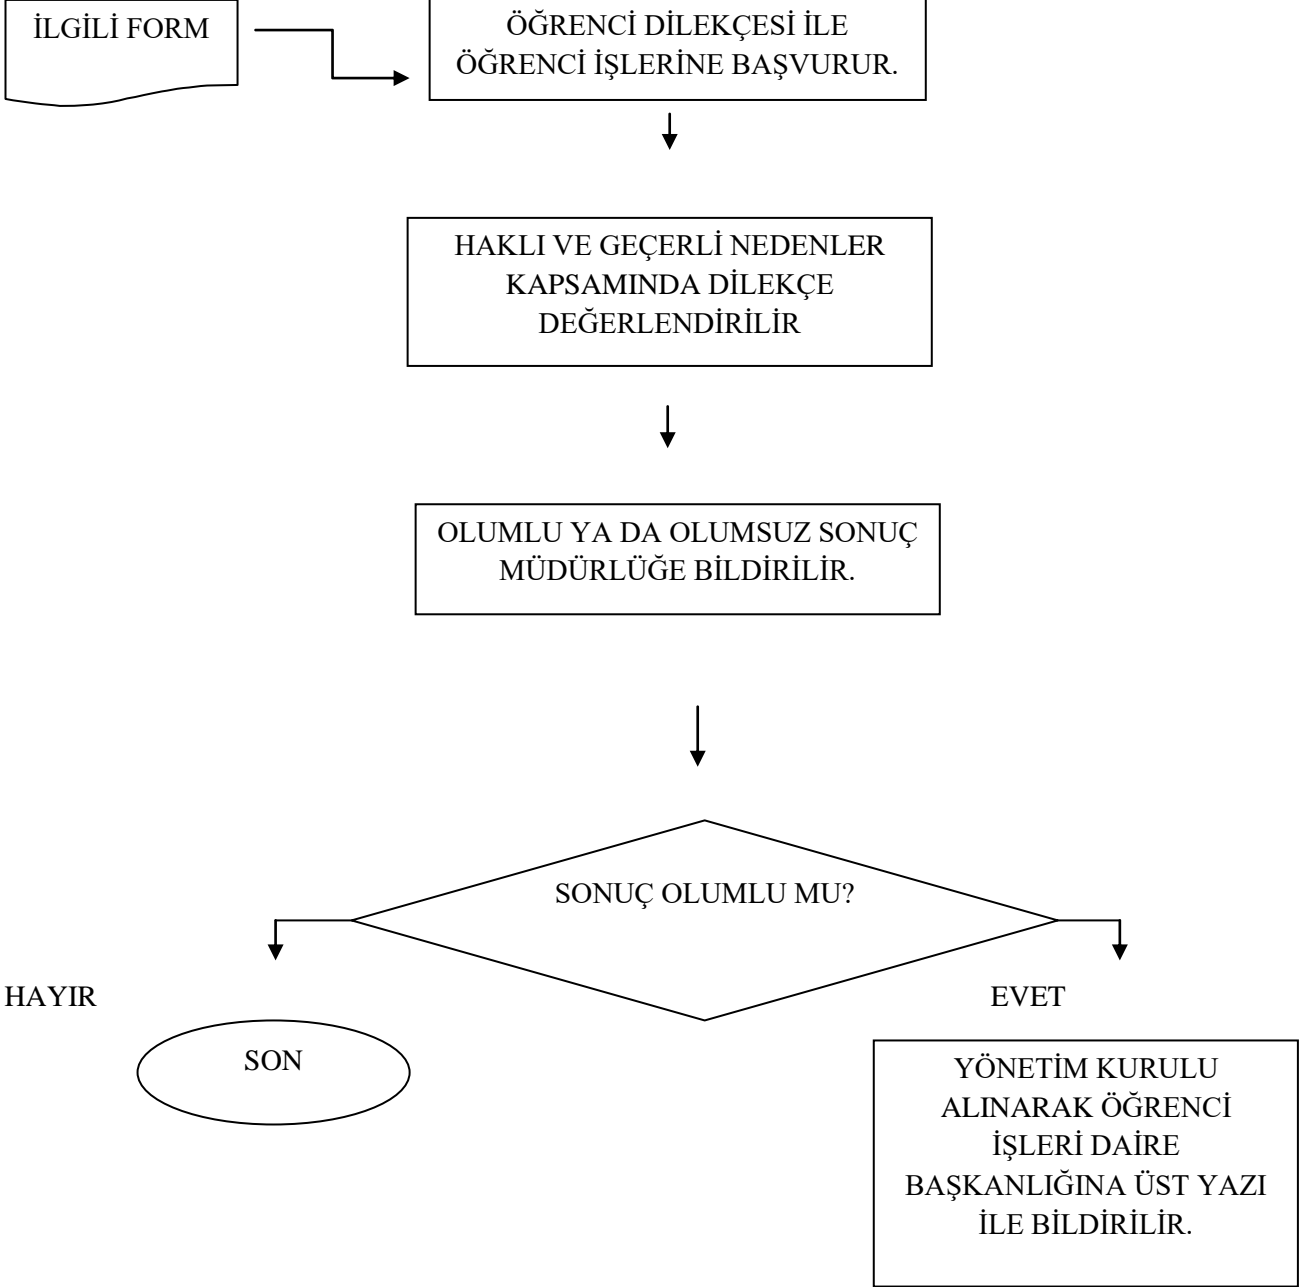 İLGİLİ FORM
ÖĞRENCİ DİLEKÇESİ İLE
ÖĞRENCİ İŞLERİNE BAŞVURUR.
HAKLI VE GEÇERLİ NEDENLER
KAPSAMINDA DİLEKÇE
DEĞERLENDİRİLİR
OLUMLU YA DA OLUMSUZ SONUÇ
MÜDÜRLÜĞE BİLDİRİLİR.
SONUÇ OLUMLU MU?
HAYIR
EVET
SON
YÖNETİM KURULU
ALINARAK ÖĞRENCİ
İŞLERİ DAİRE
BAŞKANLIĞINA ÜST YAZI
İLE BİLDİRİLİR.